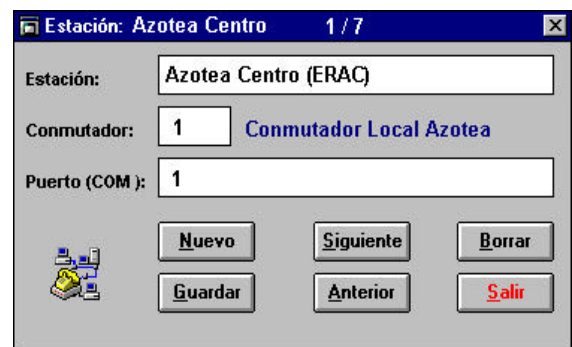 Estación: Azotea Centro 1 / 7
Estación: Azotea Centro (ERAC)
Conmutador: 1 Conmutador Local Azotea
Puerto (COM ): 1
Nuevo Siguiente Borrar
Guardar Anterior Salir